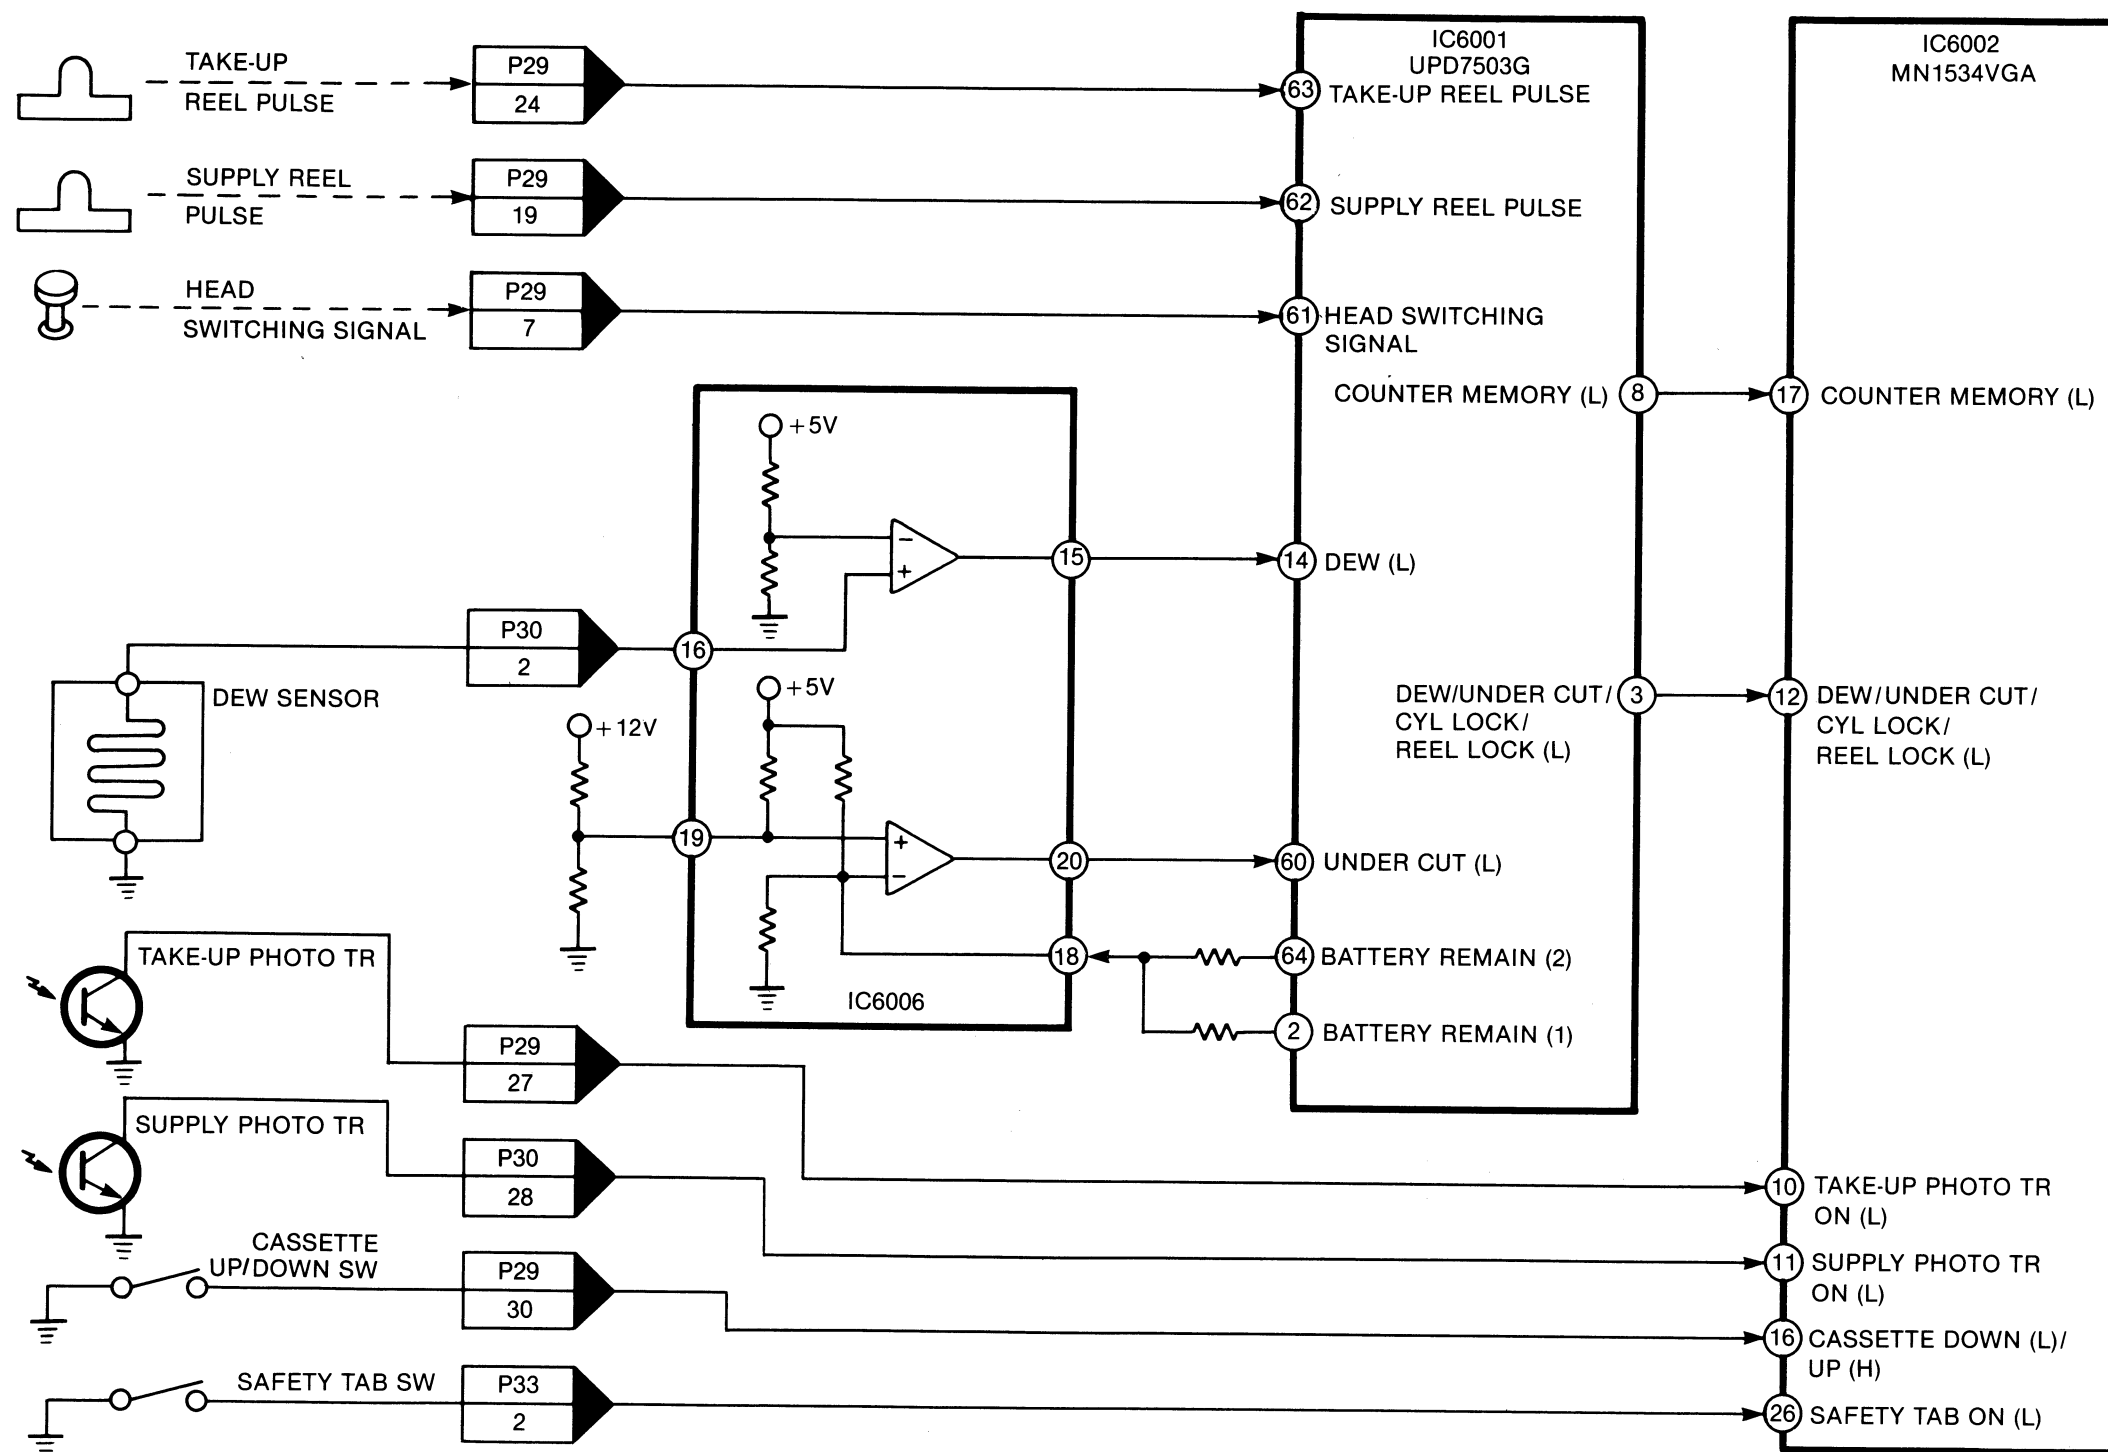 TAKE-UP
REEL PULSE
P29
24
63
TAKE-UP REEL PULSE
IC6001
UPD7503G
IC6002
MN1534VGA
SUPPLY REEL
PULSE
P29
19
62
SUPPLY REEL PULSE
HEAD
SWITCHING SIGNAL
P29
7
61
HEAD SWITCHING
SIGNAL
COUNTER MEMORY (L)
8
17
COUNTER MEMORY (L)
+5V
−
+
15
14
DEW (L)
P30
2
16
DEW SENSOR
+5V
+12V
DEW/UNDER CUT/
CYL LOCK/
REEL LOCK (L)
3
12
DEW/UNDER CUT/
CYL LOCK/
REEL LOCK (L)
19
+
−
20
60
UNDER CUT (L)
18
64
BATTERY REMAIN (2)
IC6006
2
BATTERY REMAIN (1)
TAKE-UP PHOTO TR
P29
27
SUPPLY PHOTO TR
P30
28
10
TAKE-UP PHOTO TR
ON (L)
CASSETTE
UP/DOWN SW
P29
30
11
SUPPLY PHOTO TR
ON (L)
16
CASSETTE DOWN (L)/
UP (H)
SAFETY TAB SW
P33
2
26
SAFETY TAB ON (L)